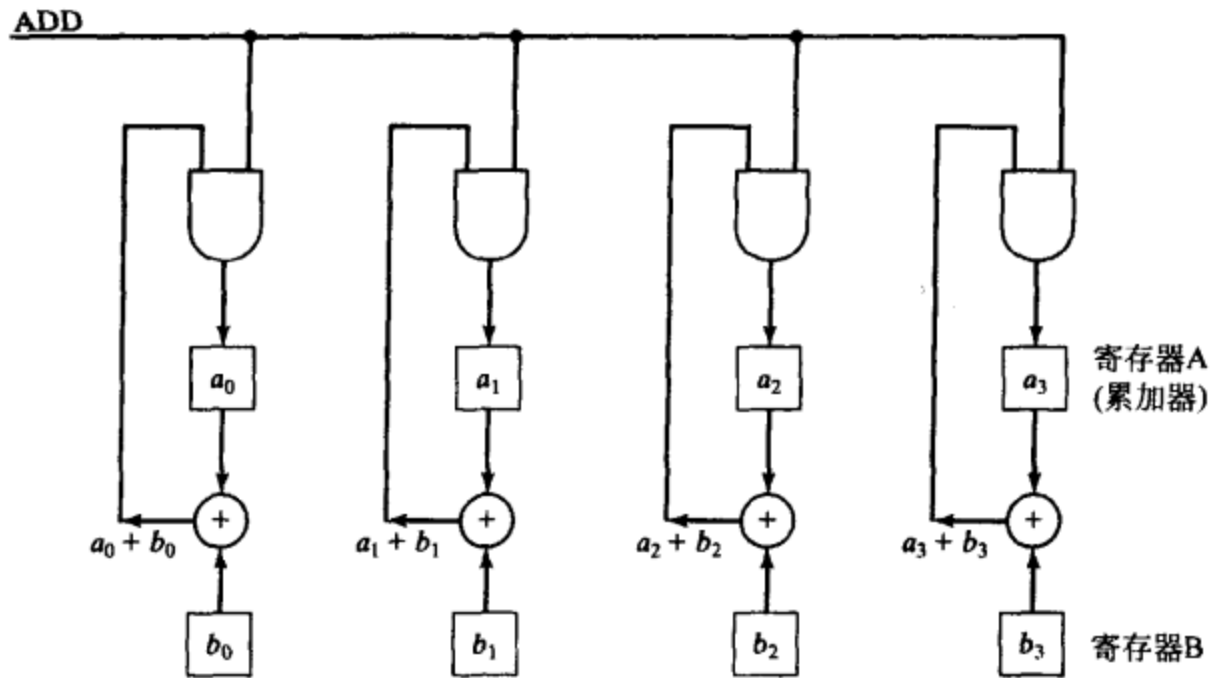 ADD
a₀ a₁ a₂ a₃ 寄存器A
(累加器)
+ + + +
a₀ + b₀ a₁ + b₁ a₂ + b₂ a₃ + b₃
b₀ b₁ b₂ b₃ 寄存器B